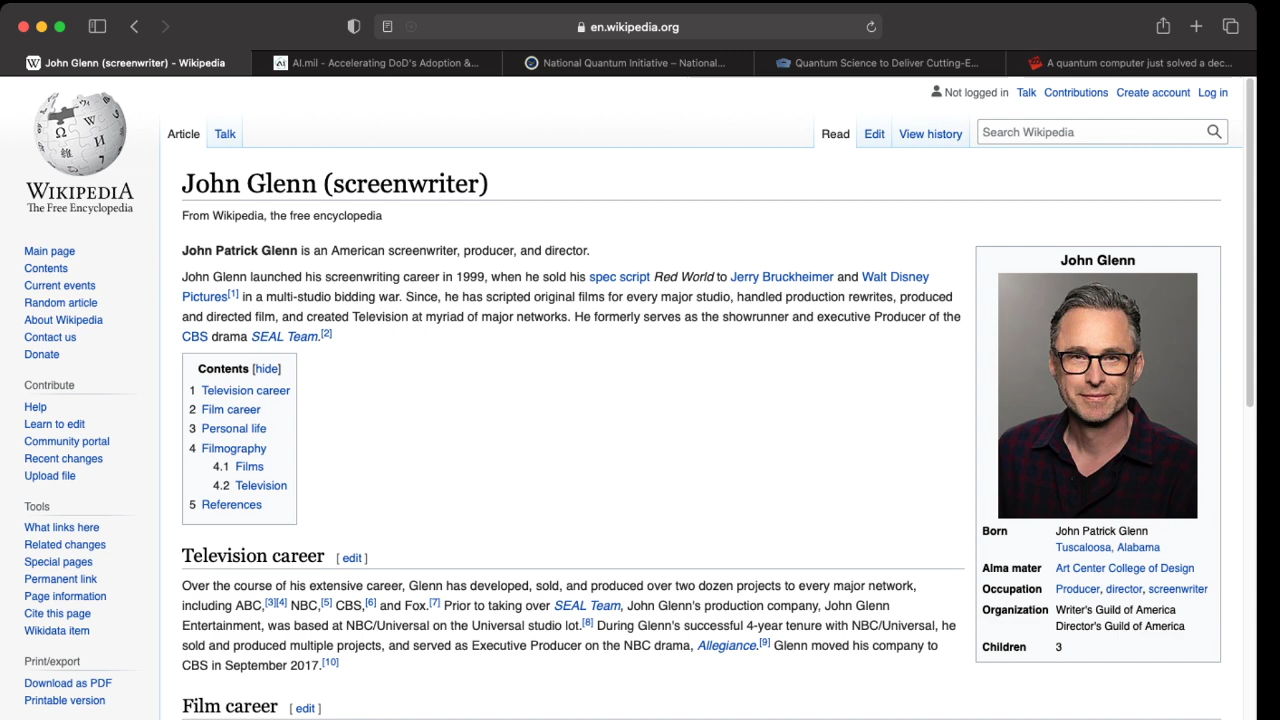 en.wikipedia.org
John Glenn (screenwriter) - Wikipedia
AI.mil - Accelerating DoD's Adoption &...
National Quantum Initiative – National...
Quantum Science to Deliver Cutting-E...
A quantum computer just solved a dec...
Not logged in Talk Contributions Create account Log in
Article Talk
Read Edit View history
Search Wikipedia
WIKIPEDIA
The Free Encyclopedia
Main page
Contents
Current events
Random article
About Wikipedia
Contact us
Donate
Contribute
Help
Learn to edit
Community portal
Recent changes
Upload file
Tools
What links here
Related changes
Special pages
Permanent link
Page information
Cite this page
Wikidata item
Print/export
Download as PDF
Printable version
John Glenn (screenwriter)
From Wikipedia, the free encyclopedia
John Patrick Glenn is an American screenwriter, producer, and director.
John Glenn launched his screenwriting career in 1999, when he sold his spec script Red World to Jerry Bruckheimer and Walt Disney
Pictures[1] in a multi-studio bidding war. Since, he has scripted original films for every major studio, handled production rewrites, produced
and directed film, and created Television at myriad of major networks. He formerly serves as the showrunner and executive Producer of the
CBS drama SEAL Team.[2]
Contents [hide]
1 Television career
2 Film career
3 Personal life
4 Filmography
4.1 Films
4.2 Television
5 References
Television career [ edit ]
Over the course of his extensive career, Glenn has developed, sold, and produced over two dozen projects to every major network,
including ABC,[3][4] NBC,[5] CBS,[6] and Fox.[7] Prior to taking over SEAL Team, John Glenn's production company, John Glenn
Entertainment, was based at NBC/Universal on the Universal studio lot.[8] During Glenn's successful 4-year tenure with NBC/Universal, he
sold and produced multiple projects, and served as Executive Producer on the NBC drama, Allegiance.[9] Glenn moved his company to
CBS in September 2017.[10]
Film career [ edit ]
John Glenn
Born John Patrick Glenn
Tuscaloosa, Alabama
Alma mater Art Center College of Design
Occupation Producer, director, screenwriter
Organization Writer's Guild of America
Director's Guild of America
Children 3